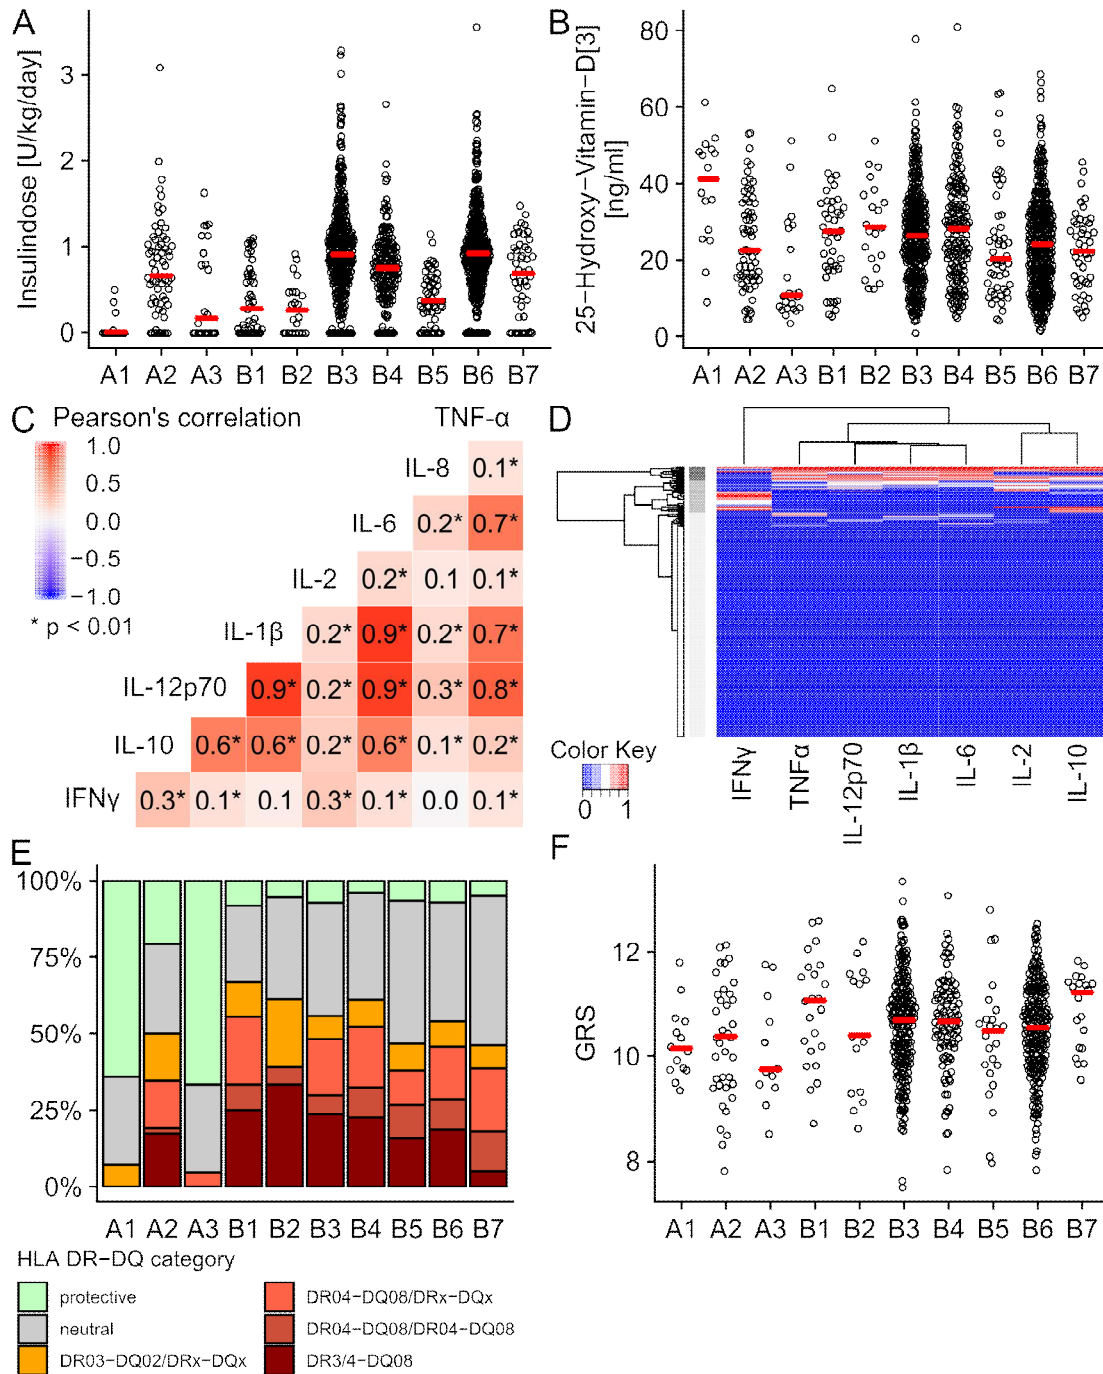 A
Insulindose [U/kg/day]
3
2
1
0
A1 A2 A3 B1 B2 B3 B4 B5 B6 B7
B
25-Hydroxy-Vitamin-D[3]
[ng/ml]
80
60
40
20
0
A1 A2 A3 B1 B2 B3 B4 B5 B6 B7
C
Pearson's correlation
1.0
0.5
0.0
-0.5
-1.0
* p < 0.01
TNF-α
IL-8 0.1*
IL-6 0.2* 0.7*
IL-2 0.2* 0.1 0.1*
IL-1β 0.2* 0.9* 0.2* 0.7*
IL-12p70 0.9* 0.2* 0.9* 0.3* 0.8*
IL-10 0.6* 0.6* 0.2* 0.6* 0.1* 0.2*
IFNγ 0.3* 0.1* 0.1 0.3* 0.1* 0.0 0.1*
D
Color Key
0 1
IFNγ
TNFα
IL-12p70
IL-1β
IL-6
IL-2
IL-10
E
100%
75%
50%
25%
0%
A1 A2 A3 B1 B2 B3 B4 B5 B6 B7
HLA DR-DQ category
protective
neutral
DR03-DQ02/DRx-DQx
DR04-DQ08/DRx-DQx
DR04-DQ08/DR04-DQ08
DR3/4-DQ08
F
GRS
12
10
8
A1 A2 A3 B1 B2 B3 B4 B5 B6 B7